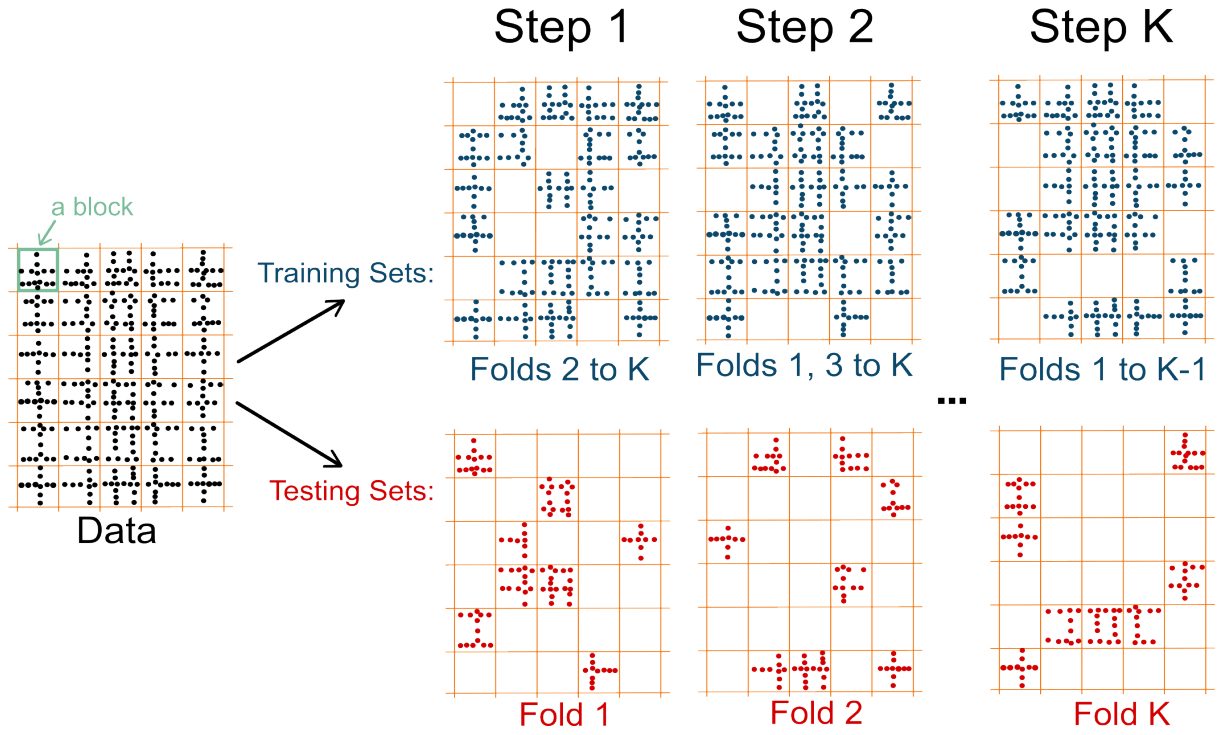 Step 1
Step 2
Step K
a block
Training Sets:
Folds 2 to K
Folds 1, 3 to K
Folds 1 to K-1
...
Testing Sets:
Data
Fold 1
Fold 2
Fold K